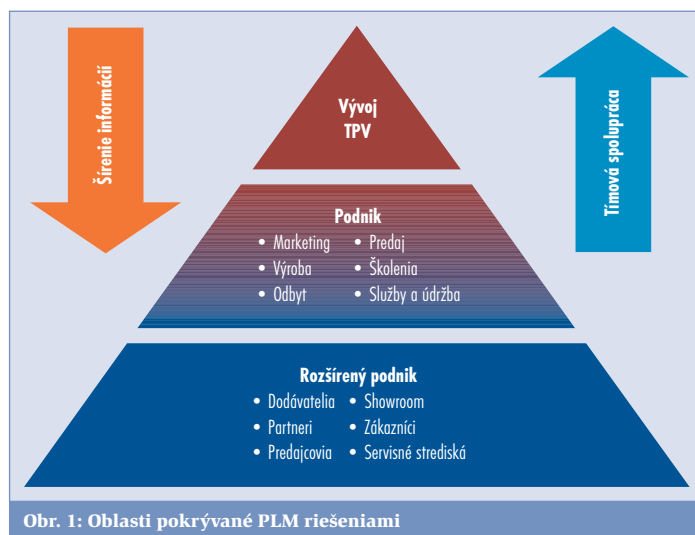 Šírenie informácií
Vývoj
TPV
Tímová spolupráca
Podnik
• Marketing • Predaj
• Výroba • Školenia
• Odbyt • Služby a údržba
Rozšírený podnik
• Dodávatelia • Showroom
• Partneri • Zákazníci
• Predajcovia • Servisné strediská
Obr. 1: Oblasti pokrývané PLM riešeniami